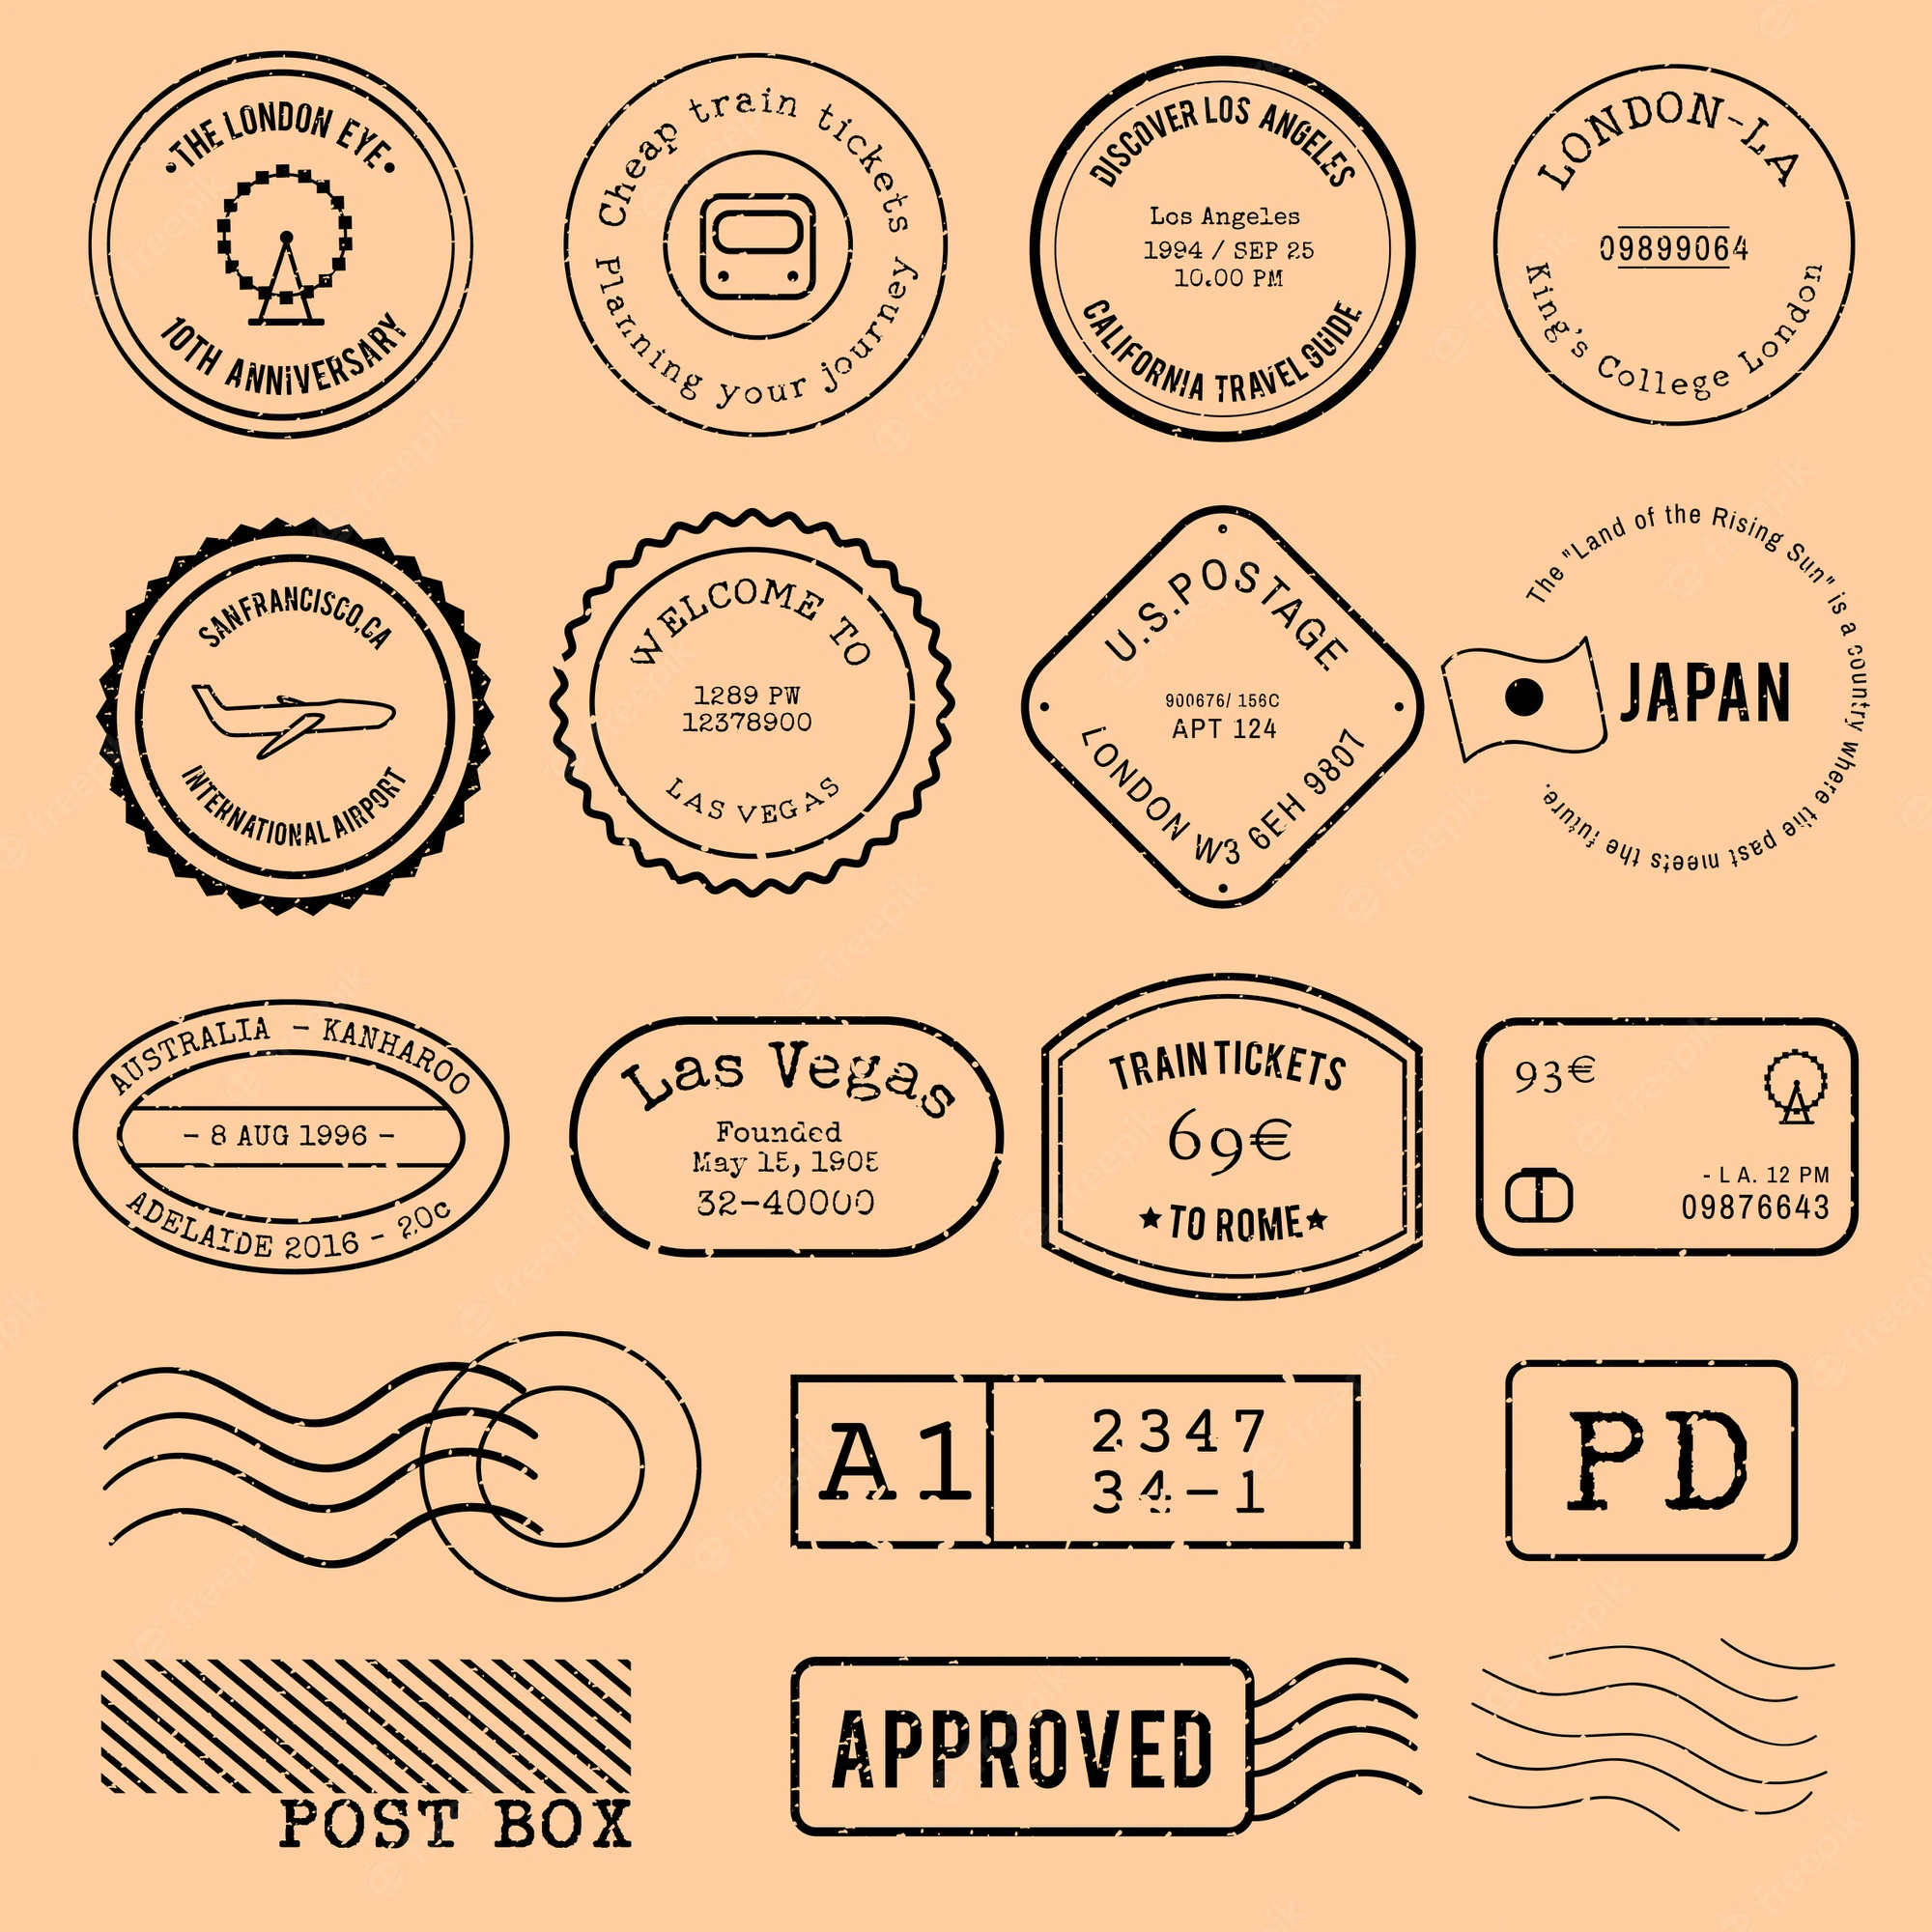 •THE LONDON EYE•
10TH ANNIVERSARY
Cheap train tickets
Planning your journey
DISCOVER LOS ANGELES
Los Angeles
1994 / SEP 25
10.00 PM
CALIFORNIA TRAVEL GUIDE
LONDON-LA
09899064
King's College London
SANFRANCISCO,CA
INTERNATIONAL AIRPORT
WELCOME TO
1289 PW
12378900
LAS VEGAS
U.S.POSTAGE
900676/ 156C
APT 124
LONDON W3 6EH 9807
The "Land of the Rising Sun" is a country where the past meets the future.
JAPAN
AUSTRALIA - KANHAROO
- 8 AUG 1996 -
ADELAIDE 2016 - 20c
Las Vegas
Founded
May 15, 1905
32-40000
TRAIN TICKETS
69€
★TO ROME★
93€
- L A. 12 PM
09876643
A1
2347
34-1
PD
POST BOX
APPROVED
freepik